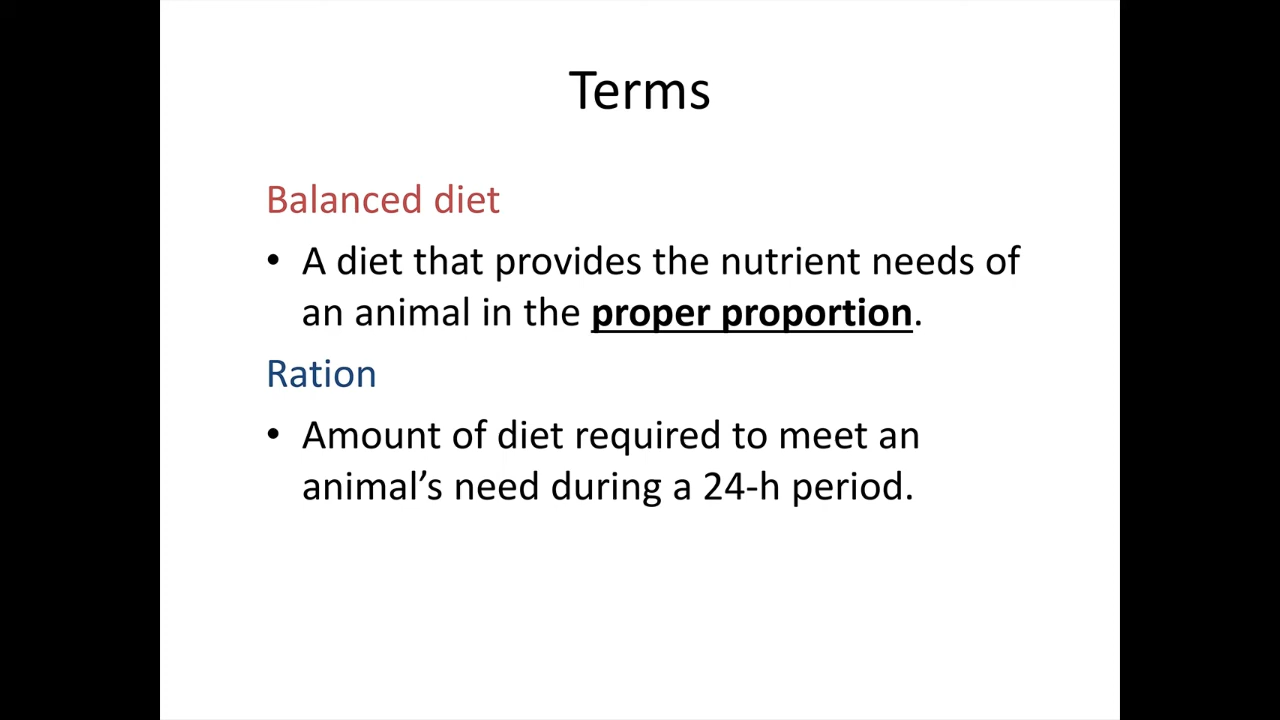 Terms
Balanced diet
• A diet that provides the nutrient needs of
an animal in the proper proportion.
Ration
• Amount of diet required to meet an
animal’s need during a 24-h period.